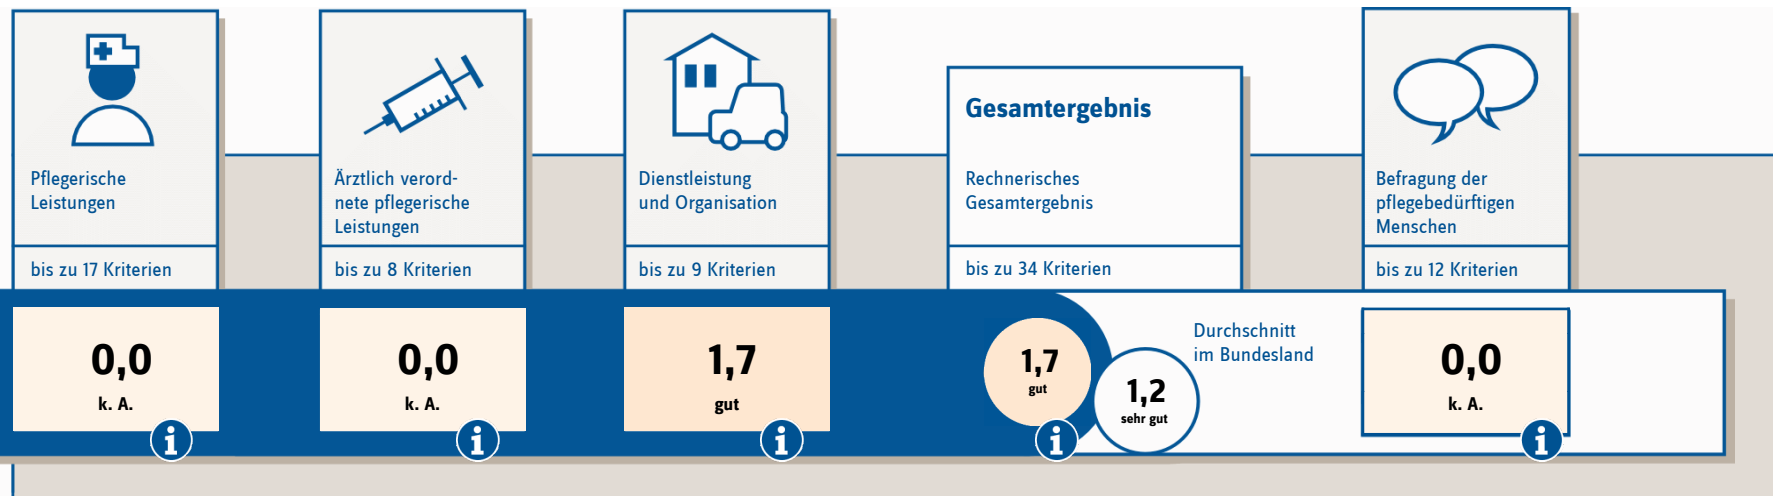 Pflegerische
Leistungen
bis zu 17 Kriterien
0,0
k. A.
Ärztlich verord-
nete pflegerische
Leistungen
bis zu 8 Kriterien
0,0
k. A.
Dienstleistung
und Organisation
bis zu 9 Kriterien
1,7
gut
Gesamtergebnis
Rechnerisches
Gesamtergebnis
bis zu 34 Kriterien
1,7
gut
1,2
sehr gut
Durchschnitt
im Bundesland
Befragung der
pflegebedürftigen
Menschen
bis zu 12 Kriterien
0,0
k. A.